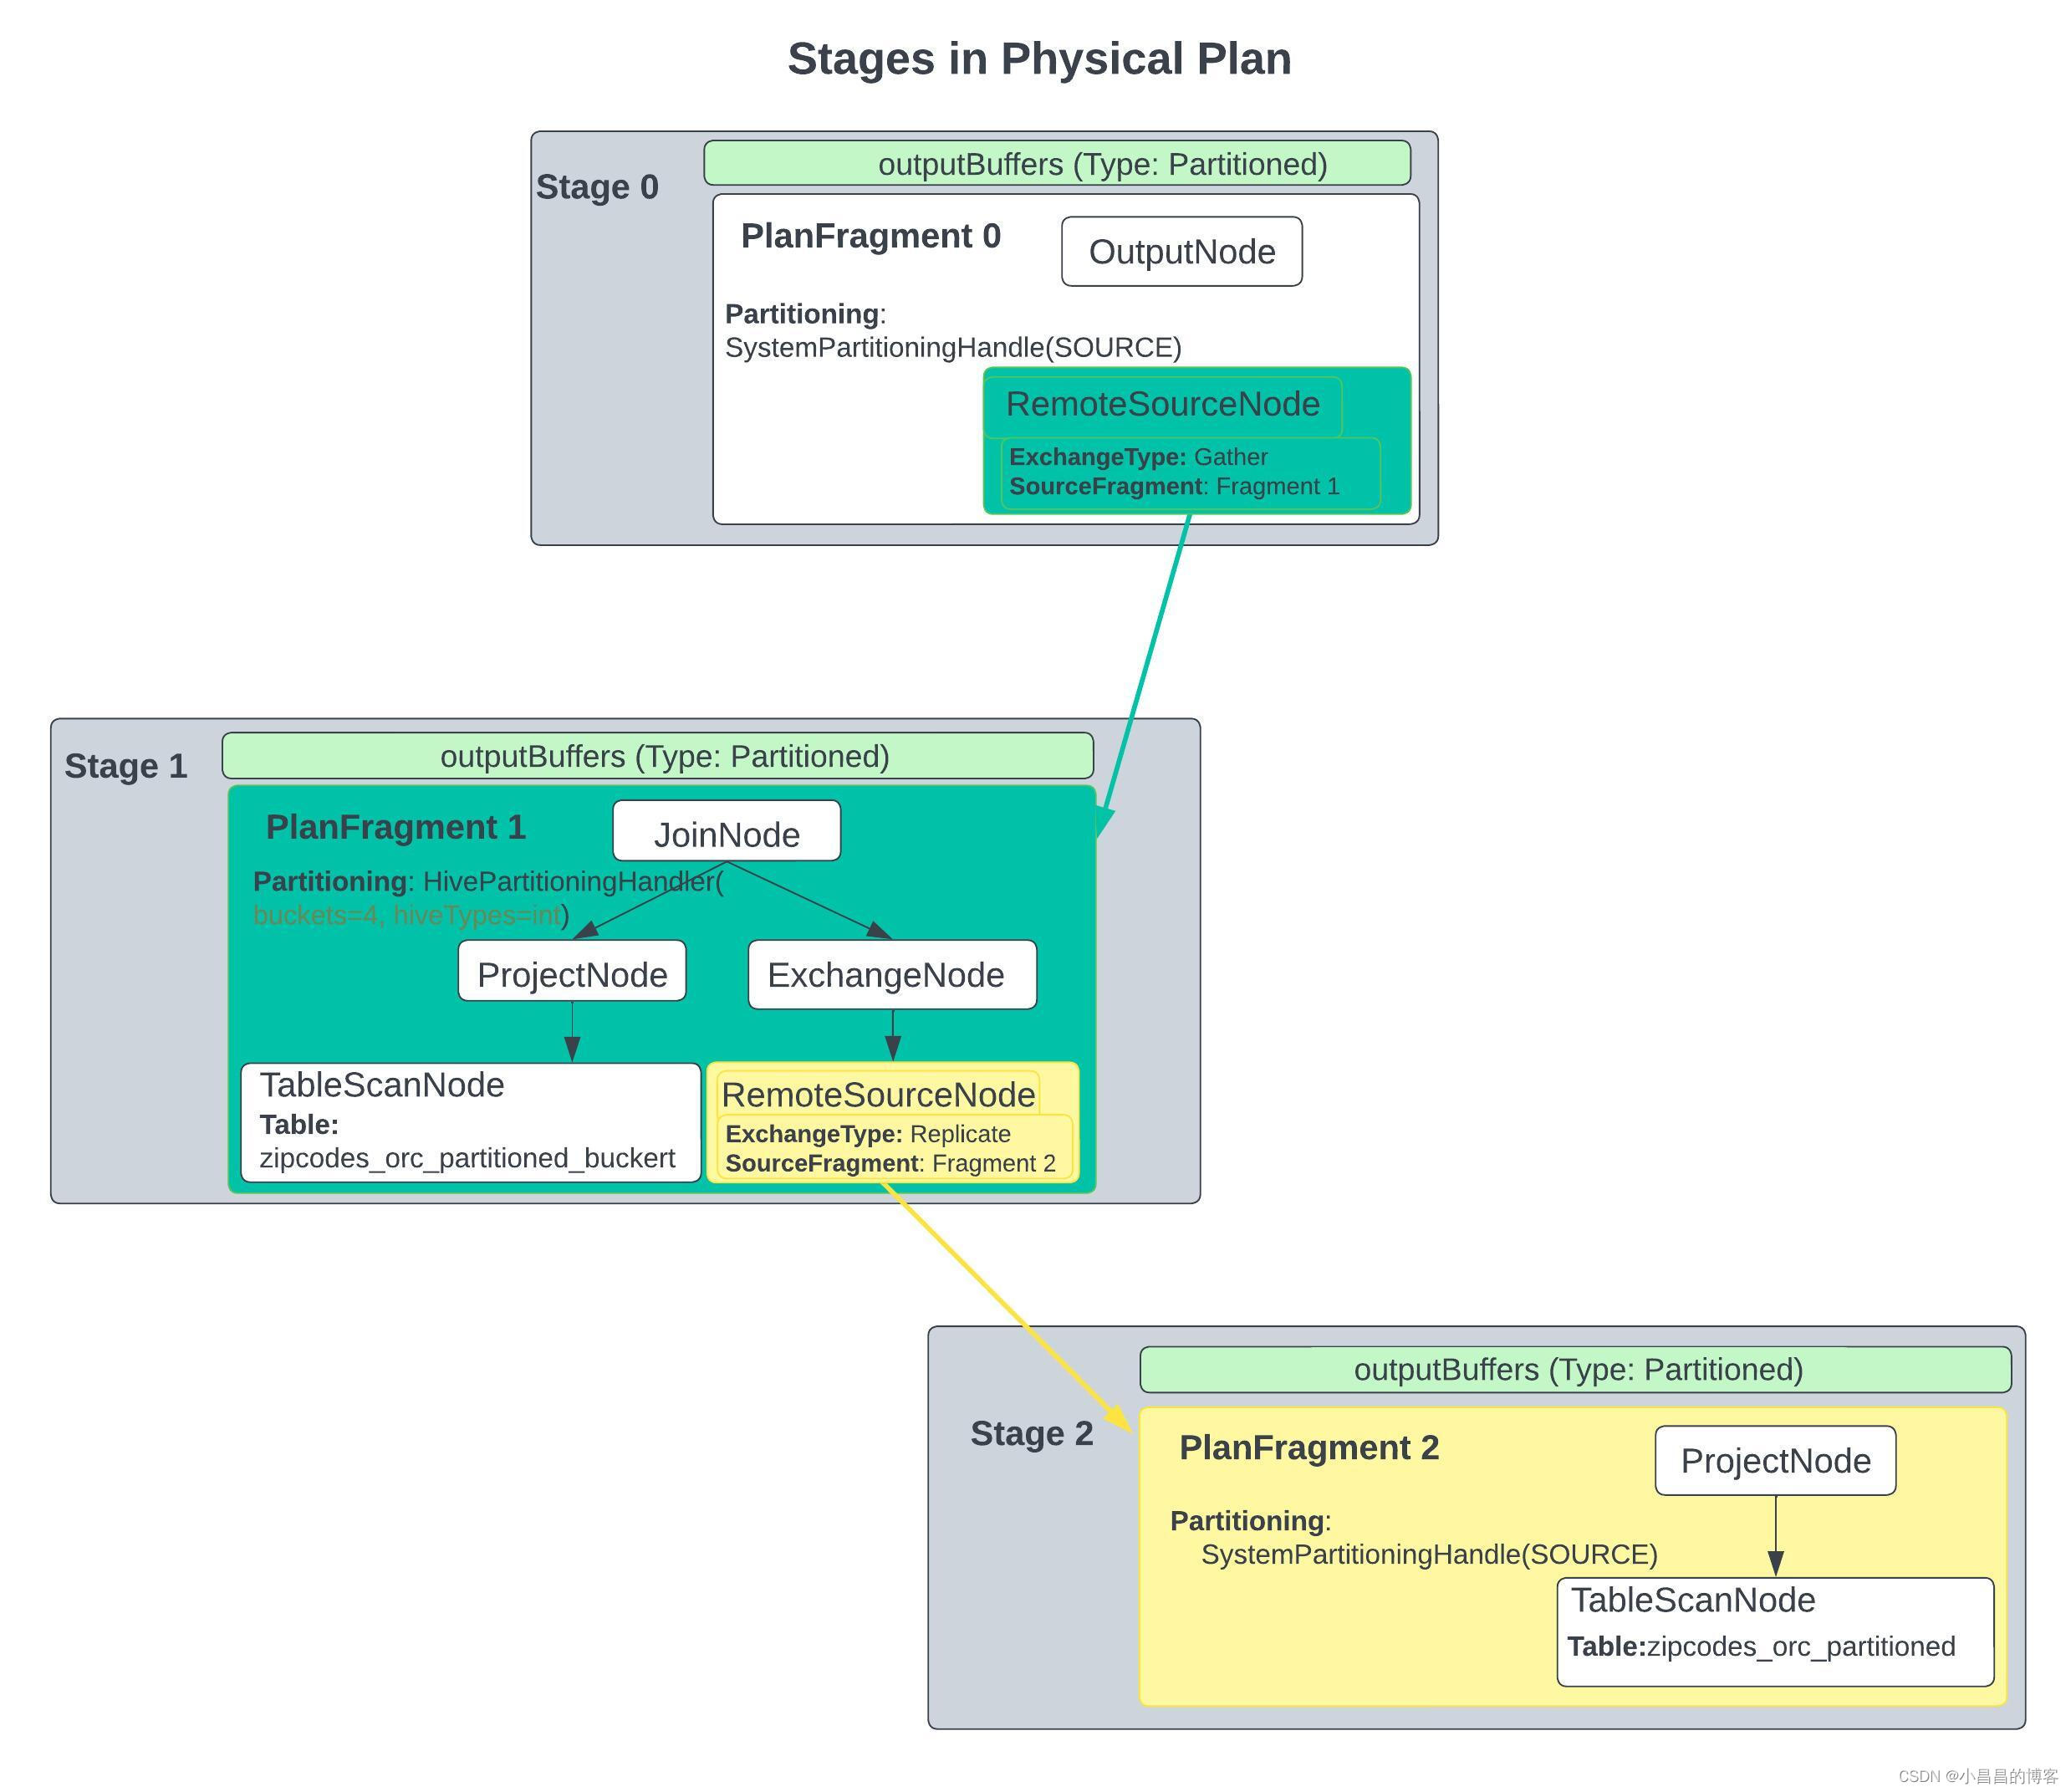 Stages in Physical Plan
outputBuffers (Type: Partitioned)
Stage 0
PlanFragment 0
OutputNode
Partitioning:
SystemPartitioningHandle(SOURCE)
RemoteSourceNode
ExchangeType: Gather
SourceFragment: Fragment 1
outputBuffers (Type: Partitioned)
Stage 1
PlanFragment 1
JoinNode
Partitioning: HivePartitioningHandler(
buckets=4, hiveTypes=int)
ProjectNode
ExchangeNode
TableScanNode
Table:
zipcodes_orc_partitioned_buckert
RemoteSourceNode
ExchangeType: Replicate
SourceFragment: Fragment 2
outputBuffers (Type: Partitioned)
Stage 2
PlanFragment 2
ProjectNode
Partitioning:
SystemPartitioningHandle(SOURCE)
TableScanNode
Table:zipcodes_orc_partitioned
CSDN @小昌昌的博客